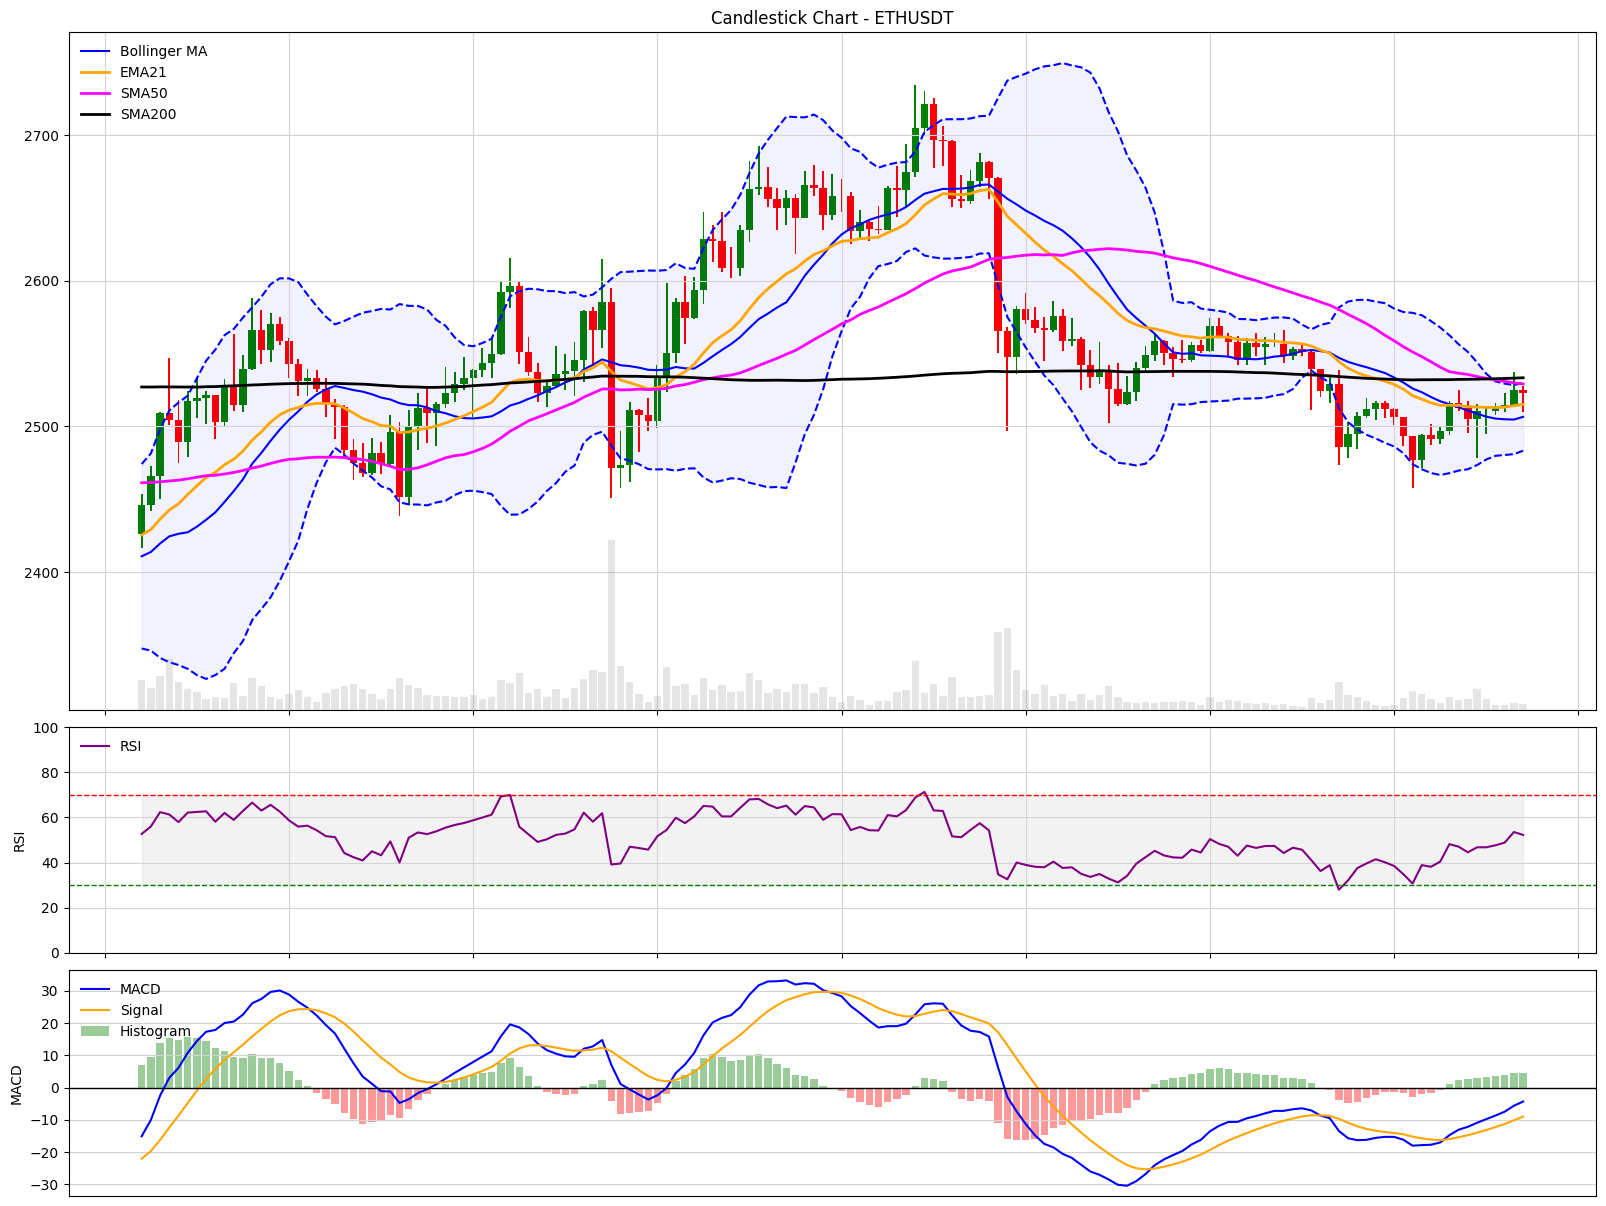 Candlestick Chart - ETHUSDT
Bollinger MA
EMA21
SMA50
SMA200
2700
2600
2500
2400
RSI
100
80
60
40
20
0
RSI
MACD
Signal
Histogram
30
20
10
0
−10
−20
−30
MACD